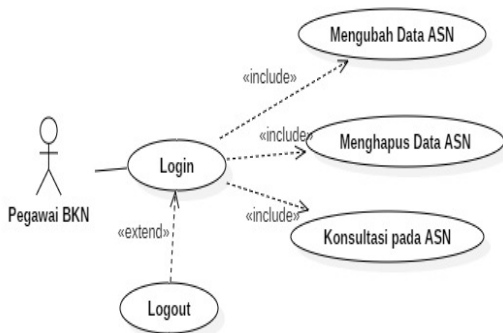 Mengubah Data ASN
«include»
«include»
Menghapus Data ASN
Login
Pegawai BKN
«include»
Konsultasi pada ASN
«extend»
Logout